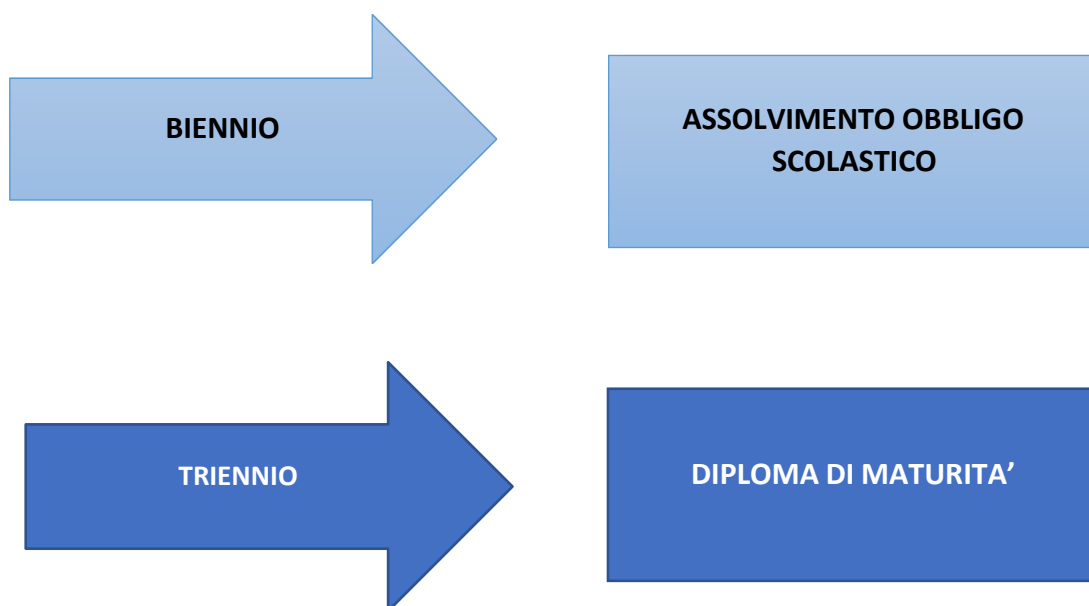 BIENNIO
ASSOLVIMENTO OBBLIGO
SCOLASTICO
TRIENNIO
DIPLOMA DI MATURITA’